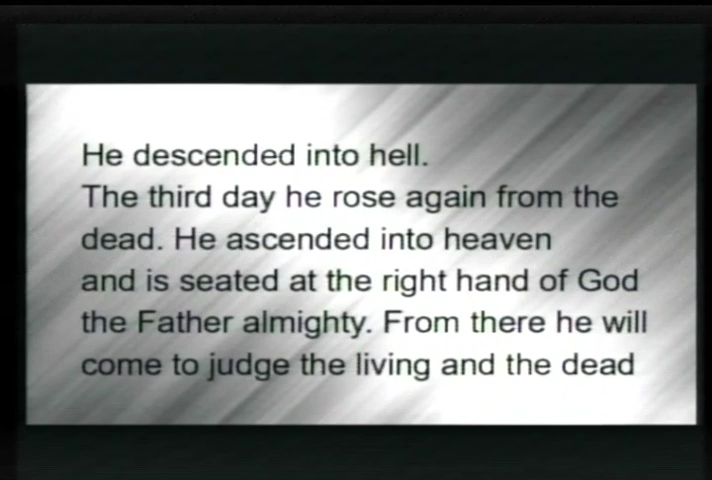 He descended into hell.
The third day he rose again from the
dead. He ascended into heaven
and is seated at the right hand of God
the Father almighty. From there he will
come to judge the living and the dead